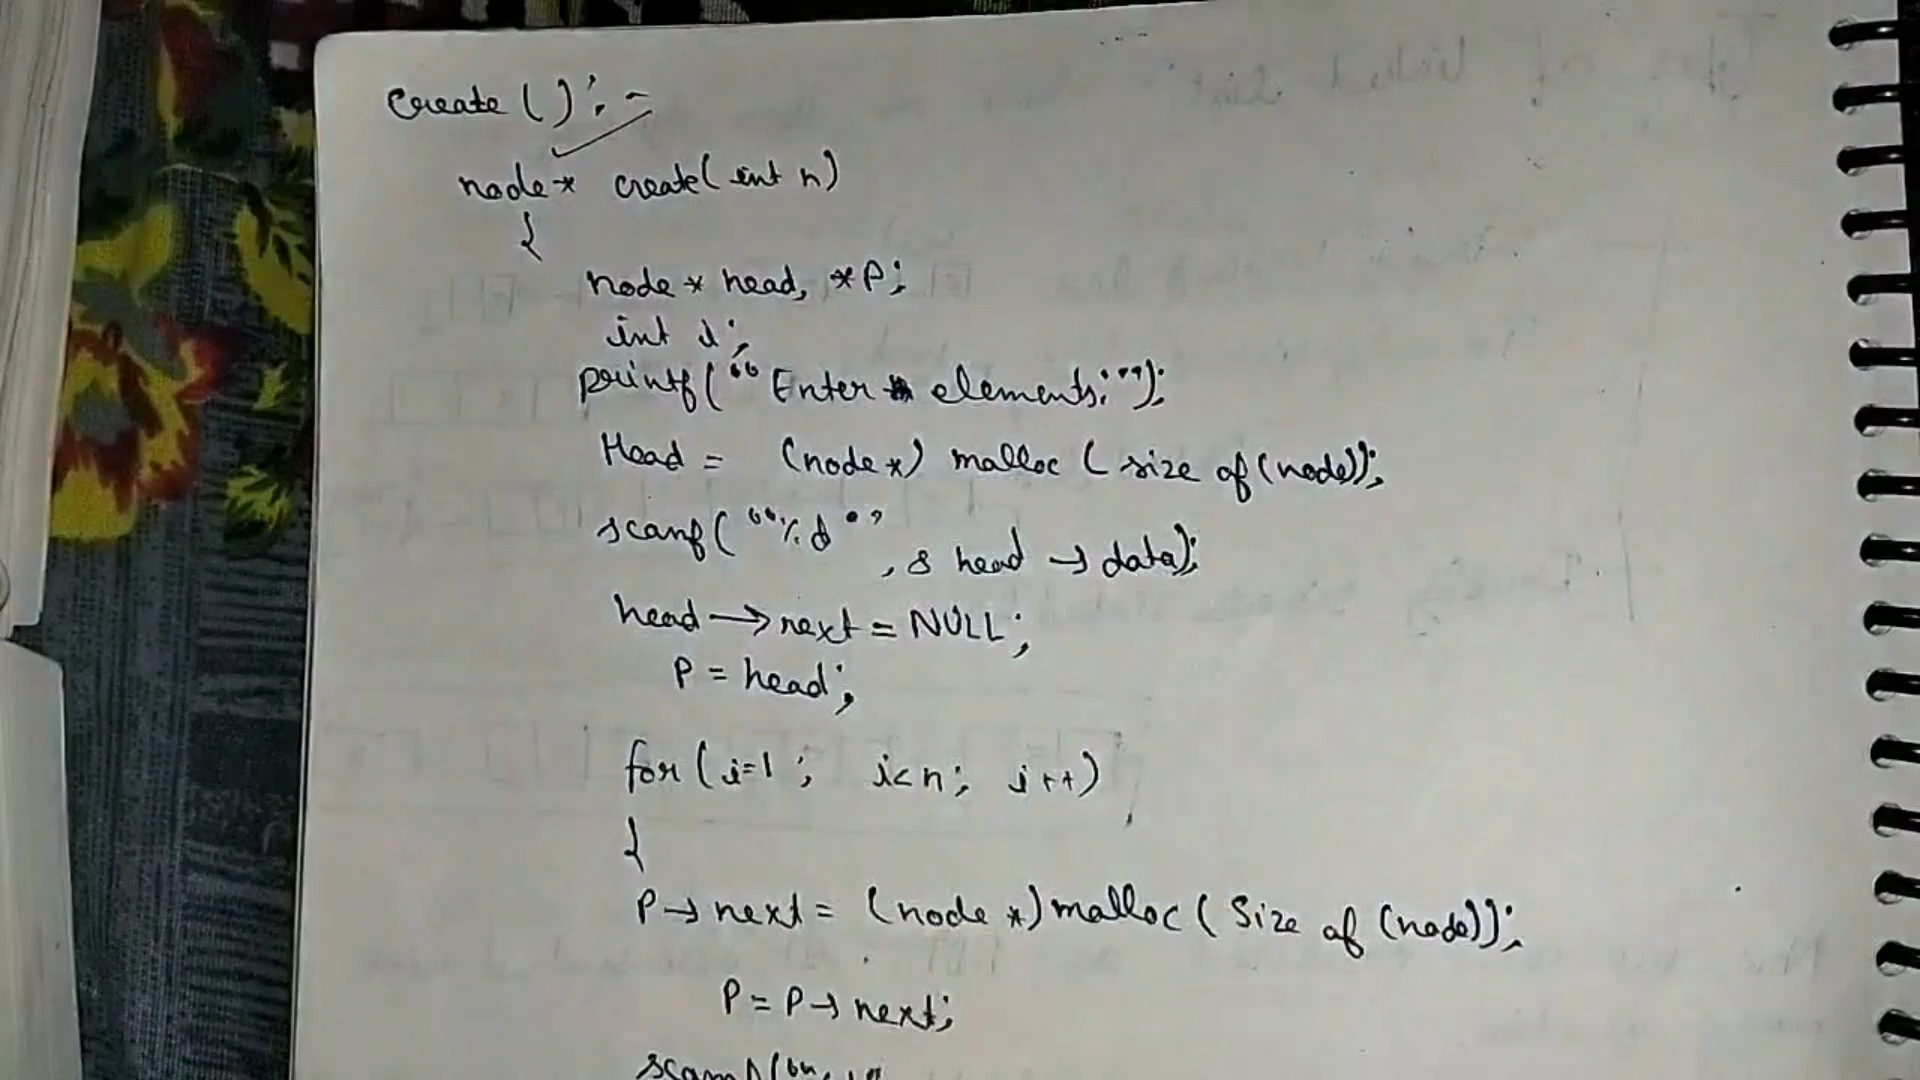 Create () : -
node* create( int n)
{
node * head, *P;
int i;
printf( "Enter elements:");
Head = (node *) malloc ( size of (node));
scanf( "%d", & head → data);
head → next = NULL;
P = head;
for ( i=1 ; i<n; i++)
{
P → next = (node *) malloc ( Size of (node));
P = P → next;